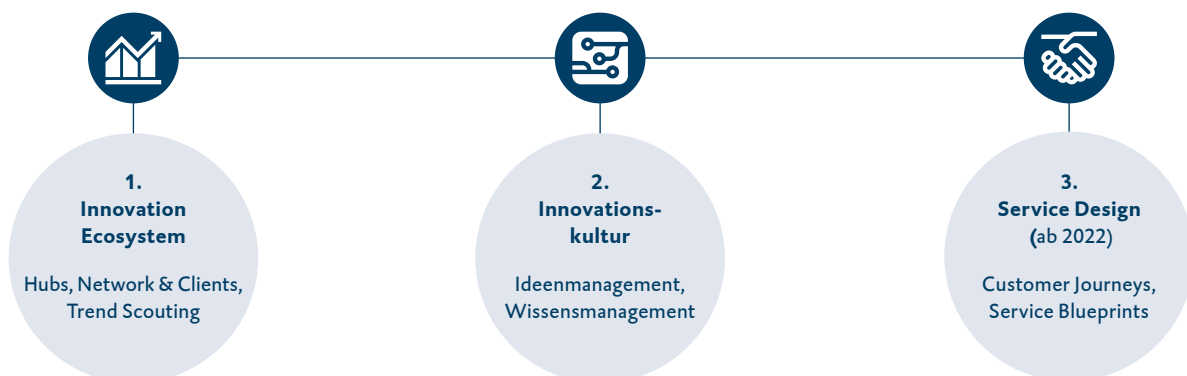 1.
Innovation
Ecosystem
Hubs, Network & Clients,
Trend Scouting
2.
Innovations-
kultur
Ideenmanagement,
Wissensmanagement
3.
Service Design
(ab 2022)
Customer Journeys,
Service Blueprints